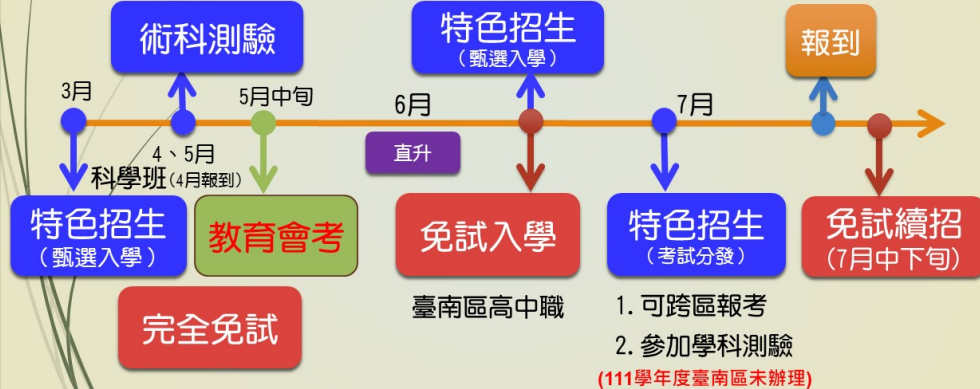 術科測驗
特色招生
（甄選入學）
報到
3月
5月中旬
6月
7月
4、5月
科學班(4月報到)
直升
特色招生
（甄選入學）
教育會考
免試入學
特色招生
（考試分發）
免試續招
(7月中下旬)
完全免試
臺南區高中職
1. 可跨區報考
2. 參加學科測驗
(111學年度臺南區未辦理)